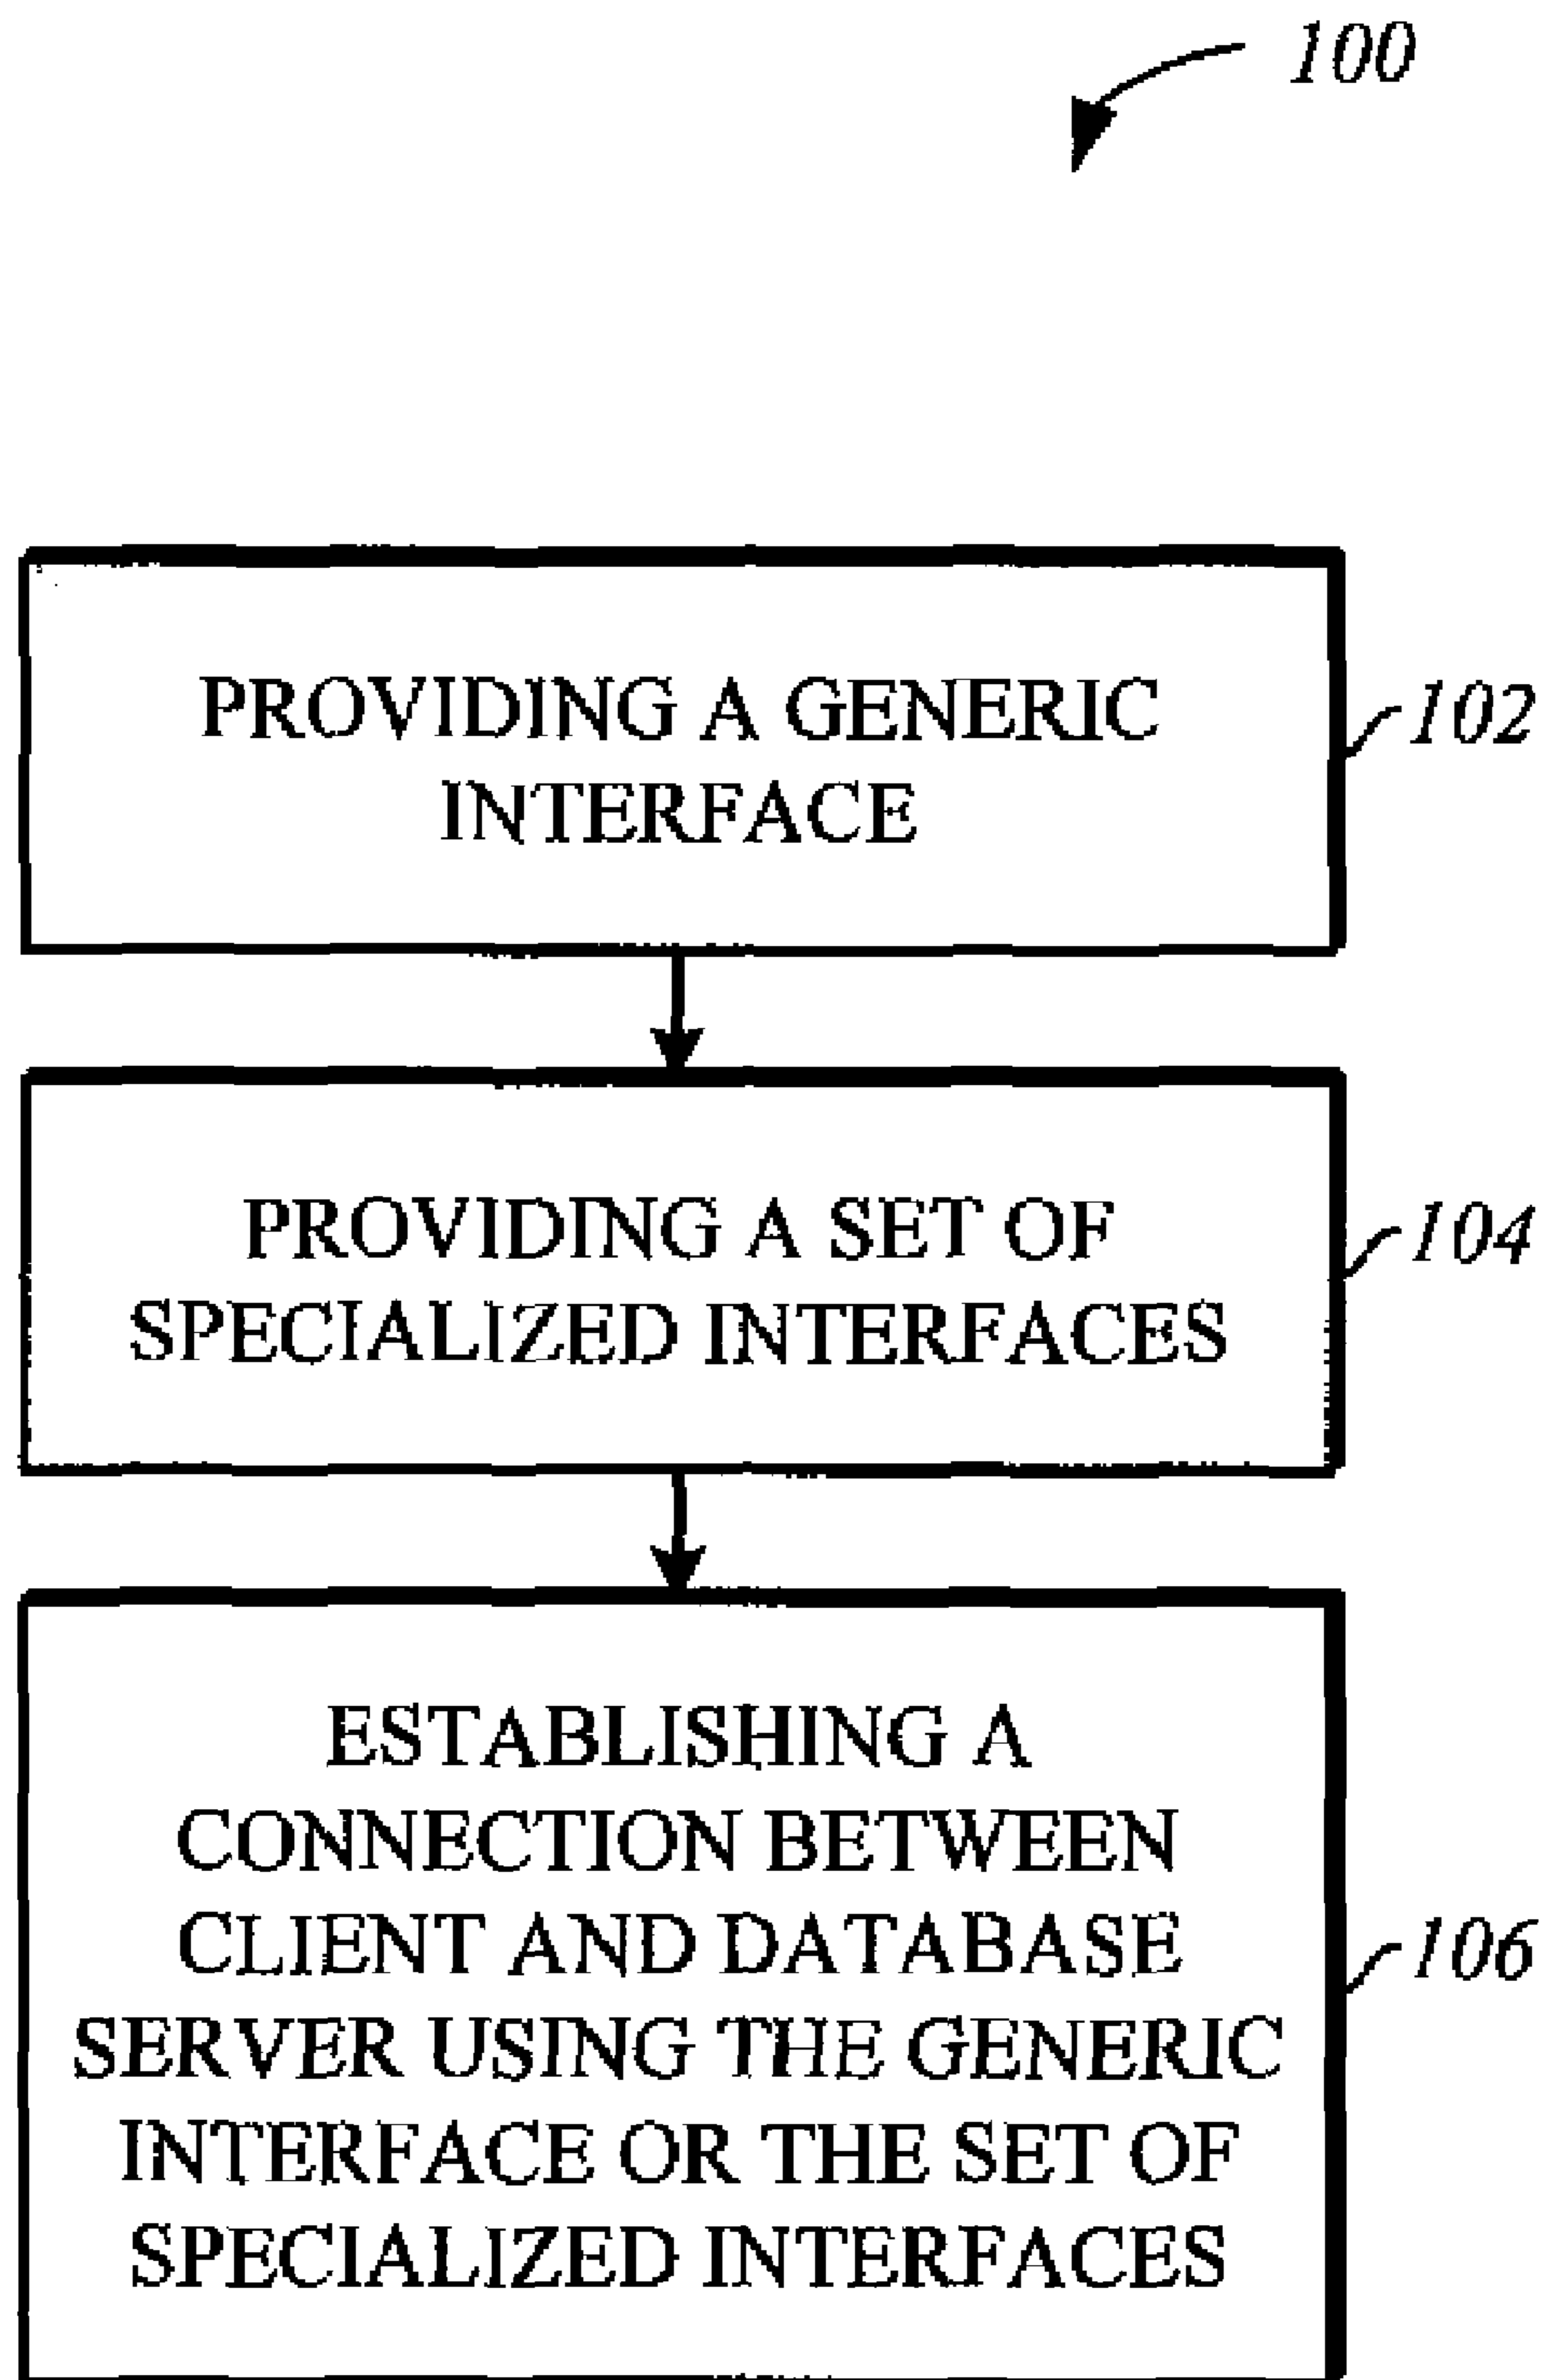 100
PROVIDING A GENERIC
INTERFACE
102
PROVIDING A SET OF
SPECIALIZED INTERFACES
104
ESTABLISHING A
CONNECTION BETWEEN
CLIENT AND DATABASE
SERVER USING THE GENERIC
INTERFACE OR THE SET OF
SPECIALIZED INTERFACES
106